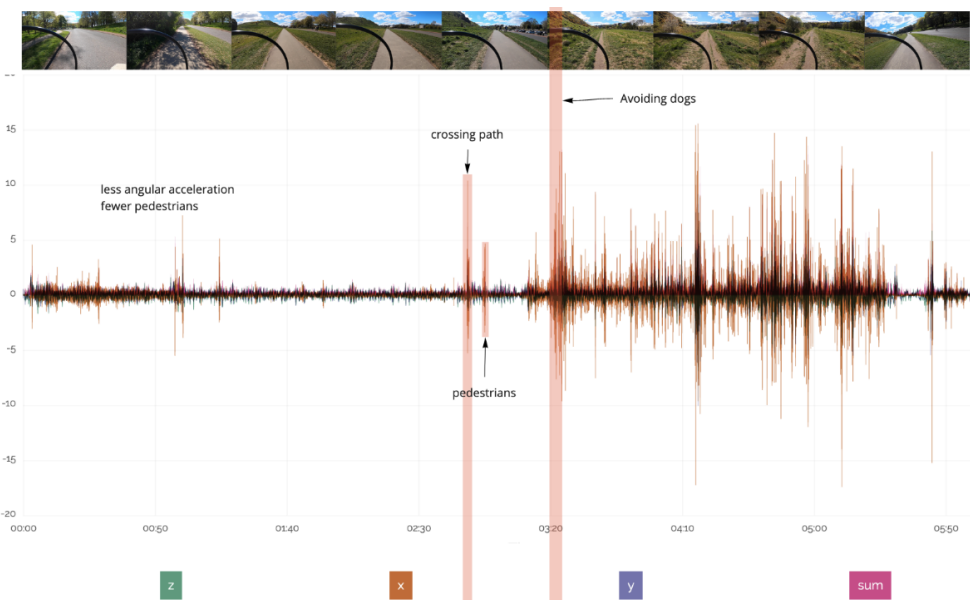 Avoiding dogs
15
crossing path
10
less angular acceleration
fewer pedestrians
5
0
-5
pedestrians
-10
-15
-20
00:00 00:50 01:40 02:30 03:20 04:10 05:00 05:50
z x y sum